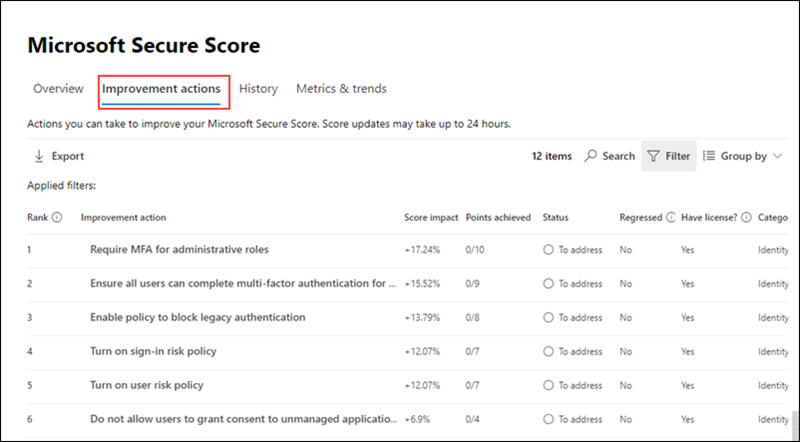 Microsoft Secure Score
Overview Improvement actions History Metrics & trends
Actions you can take to improve your Microsoft Secure Score. Score updates may take up to 24 hours.
Export 12 items Search Filter Group by
Applied filters:
Rank Improvement action Score impact Points achieved Status Regressed Have license? Catego
1 Require MFA for administrative roles +17.24% 0/10 To address No Yes Identity
2 Ensure all users can complete multi-factor authentication for ... +15.52% 0/9 To address No Yes Identity
3 Enable policy to block legacy authentication +13.79% 0/8 To address No Yes Identity
4 Turn on sign-in risk policy +12.07% 0/7 To address No Yes Identity
5 Turn on user risk policy +12.07% 0/7 To address No Yes Identity
6 Do not allow users to grant consent to unmanaged applicatio... +6.9% 0/4 To address No Yes Identity